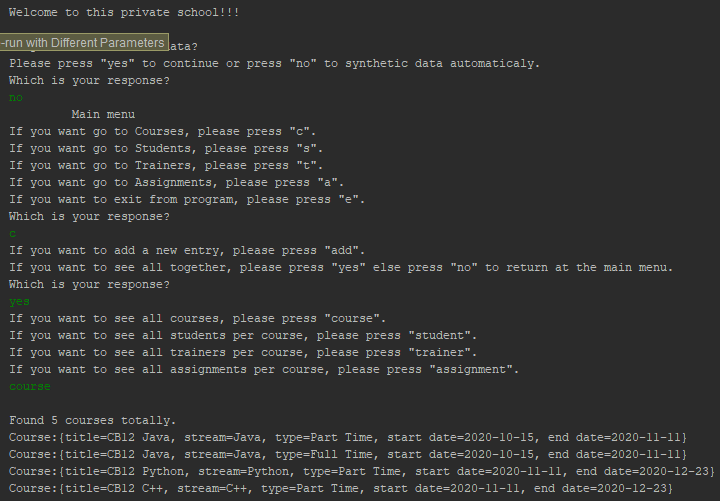 Welcome to this private school!!!
-run with Different Parameters ata?
Please press "yes" to continue or press "no" to synthetic data automaticaly.
Which is your response?
no
Main menu
If you want go to Courses, please press "c".
If you want go to Students, please press "s".
If you want go to Trainers, please press "t".
If you want go to Assignments, please press "a".
If you want to exit from program, please press "e".
Which is your response?
c
If you want to add a new entry, please press "add".
If you want to see all together, please press "yes" else press "no" to return at the main menu.
Which is your response?
yes
If you want to see all courses, please press "course".
If you want to see all students per course, please press "student".
If you want to see all trainers per course, please press "trainer".
If you want to see all assignments per course, please press "assignment".
course
Found 5 courses totally.
Course:{title=CB12 Java, stream=Java, type=Part Time, start date=2020-10-15, end date=2020-11-11}
Course:{title=CB12 Java, stream=Java, type=Full Time, start date=2020-10-15, end date=2020-11-11}
Course:{title=CB12 Python, stream=Python, type=Part Time, start date=2020-11-11, end date=2020-12-23}
Course:{title=CB12 C++, stream=C++, type=Part Time, start date=2020-11-11, end date=2020-12-23}